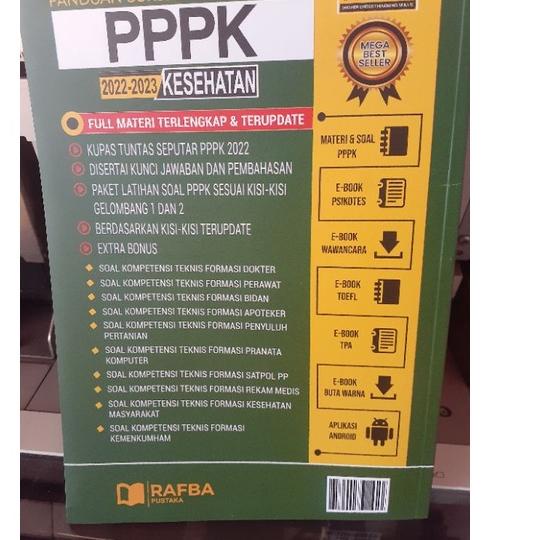 PPPK
2022-2023 KESEHATAN
FULL MATERI TERLENGKAP & TERUPDATE
KUPAS TUNTAS SEPUTAR PPPK 2022
DISERTAI KUNCI JAWABAN DAN PEMBAHASAN
PAKET LATIHAN SOAL PPPK SESUAI KISI-KISI
GELOMBANG 1 DAN 2
BERDASARKAN KISI-KISI TERUPDATE
EXTRA BONUS
SOAL KOMPETENSI TEKNIS FORMASI DOKTER
SOAL KOMPETENSI TEKNIS FORMASI PERAWAT
SOAL KOMPETENSI TEKNIS FORMASI BIDAN
SOAL KOMPETENSI TEKNIS FORMASI APOTEKER
SOAL KOMPETENSI TEKNIS FORMASI PENYULUH
PERTANIAN
SOAL KOMPETENSI TEKNIS FORMASI PRANATA
KOMPUTER
SOAL KOMPETENSI TEKNIS FORMASI SATPOL PP
SOAL KOMPETENSI TEKNIS FORMASI REKAM MEDIS
SOAL KOMPETENSI TEKNIS FORMASI KESEHATAN
MASYARAKAT
SOAL KOMPETENSI TEKNIS FORMASI
KEMENKUMHAM
RAFBA
PUSTAKA
MEGA
BEST
SELLER
MATERI & SOAL
PPPK
E-BOOK
PSIKOTES
E-BOOK
WAWANCARA
E-BOOK
TOEFL
E-BOOK
TPA
E-BOOK
BUTA WARNA
APLIKASI
ANDROID